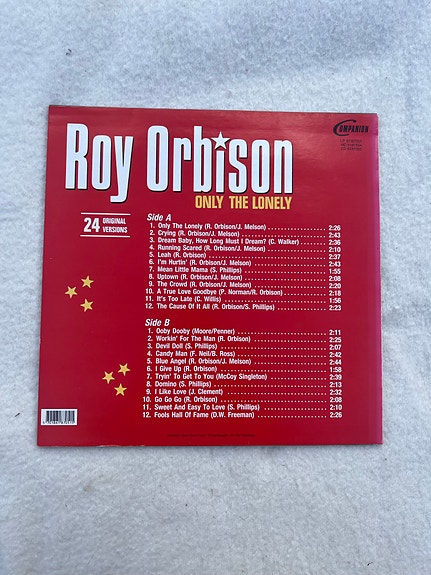 COMPANION
Roy Orbison
ONLY THE LONELY
24 ORIGINAL
VERSIONS
Side A
1. Only The Lonely (R. Orbison/J. Melson) 2:26
2. Crying (R. Orbison/J. Melson) 2:43
3. Dream Baby, How Long Must I Dream? (C. Walker) 2:36
4. Running Scared (R. Orbison/J. Melson) 2:10
5. Leah (R. Orbison) 2:37
6. I'm Hurtin' (R. Orbison/J. Melson) 2:43
7. Mean Little Mama (S. Phillips) 1:55
8. Uptown (R. Orbison/J. Melson) 2:08
9. The Crowd (R. Orbison/J. Melson) 2:20
10. A True Love Goodbye (P. Norman/R. Orbison) 2:18
11. It's Too Late (C. Willis) 1:56
12. The Cause Of It All (R. Orbison/S. Phillips) 2:23
Side B
1. Ooby Dooby (Moore/Penner) 2:11
2. Workin' For The Man (R. Orbison) 2:25
3. Devil Doll (S. Phillips) 2:07
4. Candy Man (F. Neil/B. Ross) 2:42
5. Blue Angel (R. Orbison/J. Melson) 2:44
6. I Give Up (R. Orbison) 1:58
7. Tryin' To Get To You (McCoy Singleton) 2:39
8. Domino (S. Phillips) 2:13
9. I Like Love (J. Clement) 2:32
10. Go Go Go (R. Orbison) 2:08
11. Sweet And Easy To Love (S. Phillips) 2:10
12. Fools Hall Of Fame (D.W. Freeman) 2:26